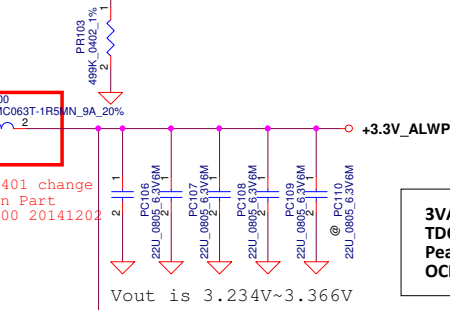 1
PR103
499K_0402_1%
2
00
MC063T-1R5MN_9A_20%
2
+3.3V_ALWP
401 change
n Part
00 20141202
1
2
PC106
22U_0805_6.3V6M
1
2
PC107
22U_0805_6.3V6M
1
2
PC108
22U_0805_6.3V6M
1
2
PC109
22U_0805_6.3V6M
1
2
@
PC110
22U_0805_6.3V6M
Vout is 3.234V~3.366V
3VA
TDC
Pea
OC